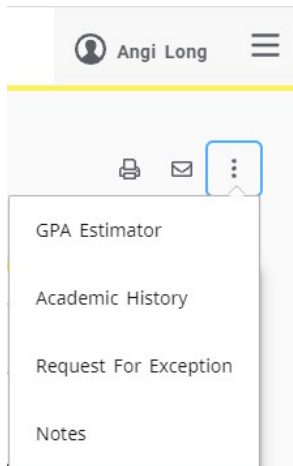 Angi Long
GPA Estimator
Academic History
Request For Exception
Notes